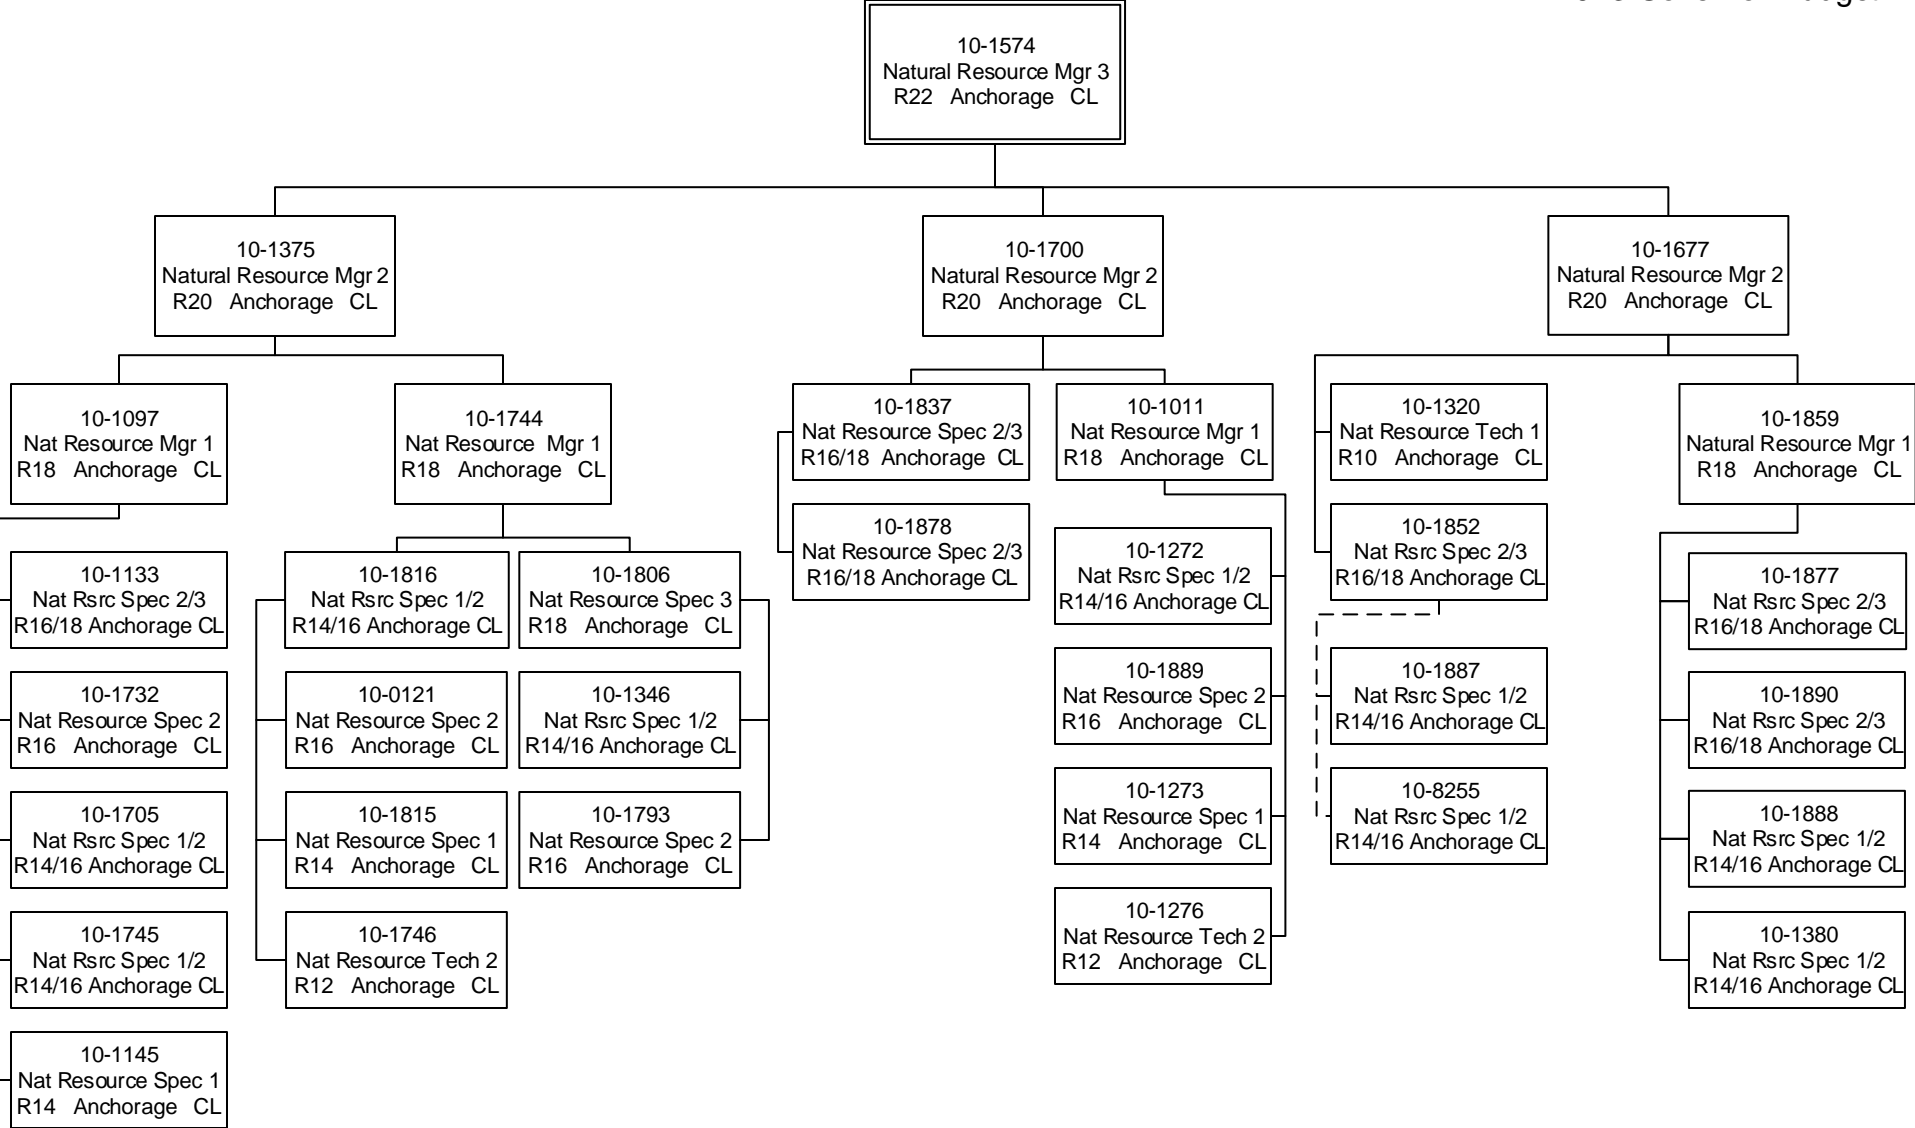 10-1574
Natural Resource Mgr 3
R22 Anchorage CL
10-1375
Natural Resource Mgr 2
R20 Anchorage CL
10-1700
Natural Resource Mgr 2
R20 Anchorage CL
10-1677
Natural Resource Mgr 2
R20 Anchorage CL
10-1097
Nat Resource Mgr 1
R18 Anchorage CL
10-1744
Nat Resource Mgr 1
R18 Anchorage CL
10-1837
Nat Resource Spec 2/3
R16/18 Anchorage CL
10-1011
Nat Resource Mgr 1
R18 Anchorage CL
10-1320
Nat Resource Tech 1
R10 Anchorage CL
10-1859
Natural Resource Mgr 1
R18 Anchorage CL
10-1878
Nat Resource Spec 2/3
R16/18 Anchorage CL
10-1272
Nat Rsrc Spec 1/2
R14/16 Anchorage CL
10-1852
Nat Rsrc Spec 2/3
R16/18 Anchorage CL
10-1133
Nat Rsrc Spec 2/3
R16/18 Anchorage CL
10-1816
Nat Rsrc Spec 1/2
R14/16 Anchorage CL
10-1806
Nat Resource Spec 3
R18 Anchorage CL
10-1877
Nat Rsrc Spec 2/3
R16/18 Anchorage CL
10-1732
Nat Resource Spec 2
R16 Anchorage CL
10-0121
Nat Resource Spec 2
R16 Anchorage CL
10-1346
Nat Rsrc Spec 1/2
R14/16 Anchorage CL
10-1889
Nat Resource Spec 2
R16 Anchorage CL
10-1887
Nat Rsrc Spec 1/2
R14/16 Anchorage CL
10-1890
Nat Rsrc Spec 2/3
R16/18 Anchorage CL
10-1705
Nat Rsrc Spec 1/2
R14/16 Anchorage CL
10-1815
Nat Resource Spec 1
R14 Anchorage CL
10-1793
Nat Resource Spec 2
R16 Anchorage CL
10-1273
Nat Resource Spec 1
R14 Anchorage CL
10-8255
Nat Rsrc Spec 1/2
R14/16 Anchorage CL
10-1888
Nat Rsrc Spec 1/2
R14/16 Anchorage CL
10-1745
Nat Rsrc Spec 1/2
R14/16 Anchorage CL
10-1746
Nat Resource Tech 2
R12 Anchorage CL
10-1276
Nat Resource Tech 2
R12 Anchorage CL
10-1380
Nat Rsrc Spec 1/2
R14/16 Anchorage CL
10-1145
Nat Resource Spec 1
R14 Anchorage CL